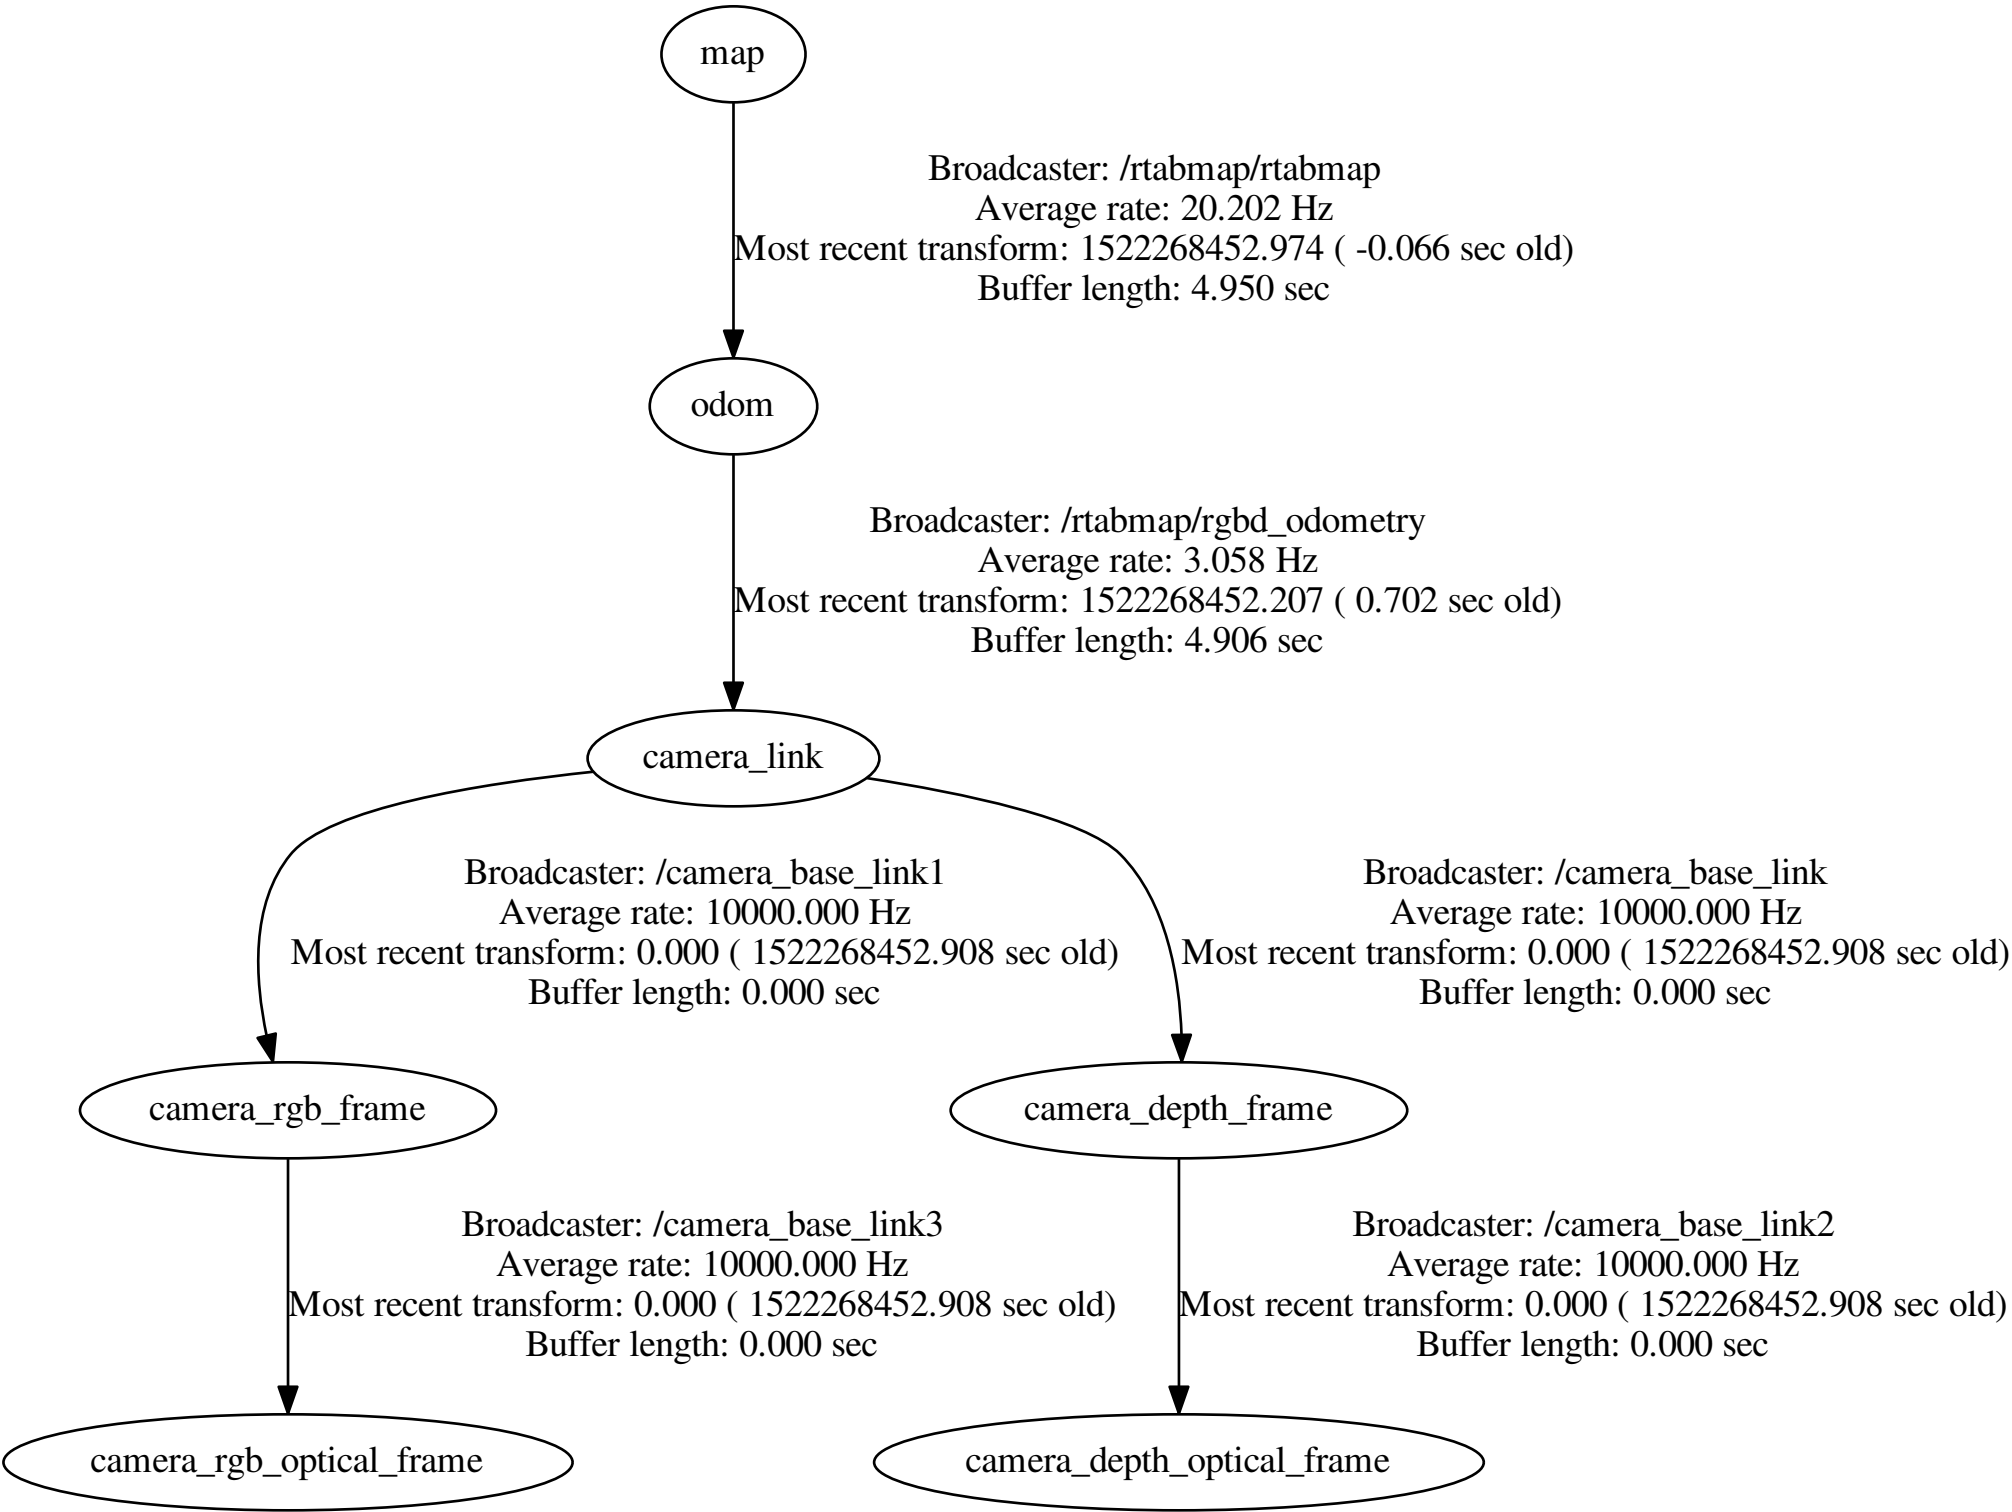 map
Broadcaster: /rtabmap/rtabmap
Average rate: 20.202 Hz
Most recent transform: 1522268452.974 ( -0.066 sec old)
Buffer length: 4.950 sec
odom
Broadcaster: /rtabmap/rgbd_odometry
Average rate: 3.058 Hz
Most recent transform: 1522268452.207 ( 0.702 sec old)
Buffer length: 4.906 sec
camera_link
Broadcaster: /camera_base_link1
Average rate: 10000.000 Hz
Most recent transform: 0.000 ( 1522268452.908 sec old)
Buffer length: 0.000 sec
Broadcaster: /camera_base_link
Average rate: 10000.000 Hz
Most recent transform: 0.000 ( 1522268452.908 sec old)
Buffer length: 0.000 sec
camera_rgb_frame
camera_depth_frame
Broadcaster: /camera_base_link3
Average rate: 10000.000 Hz
Most recent transform: 0.000 ( 1522268452.908 sec old)
Buffer length: 0.000 sec
Broadcaster: /camera_base_link2
Average rate: 10000.000 Hz
Most recent transform: 0.000 ( 1522268452.908 sec old)
Buffer length: 0.000 sec
camera_rgb_optical_frame
camera_depth_optical_frame